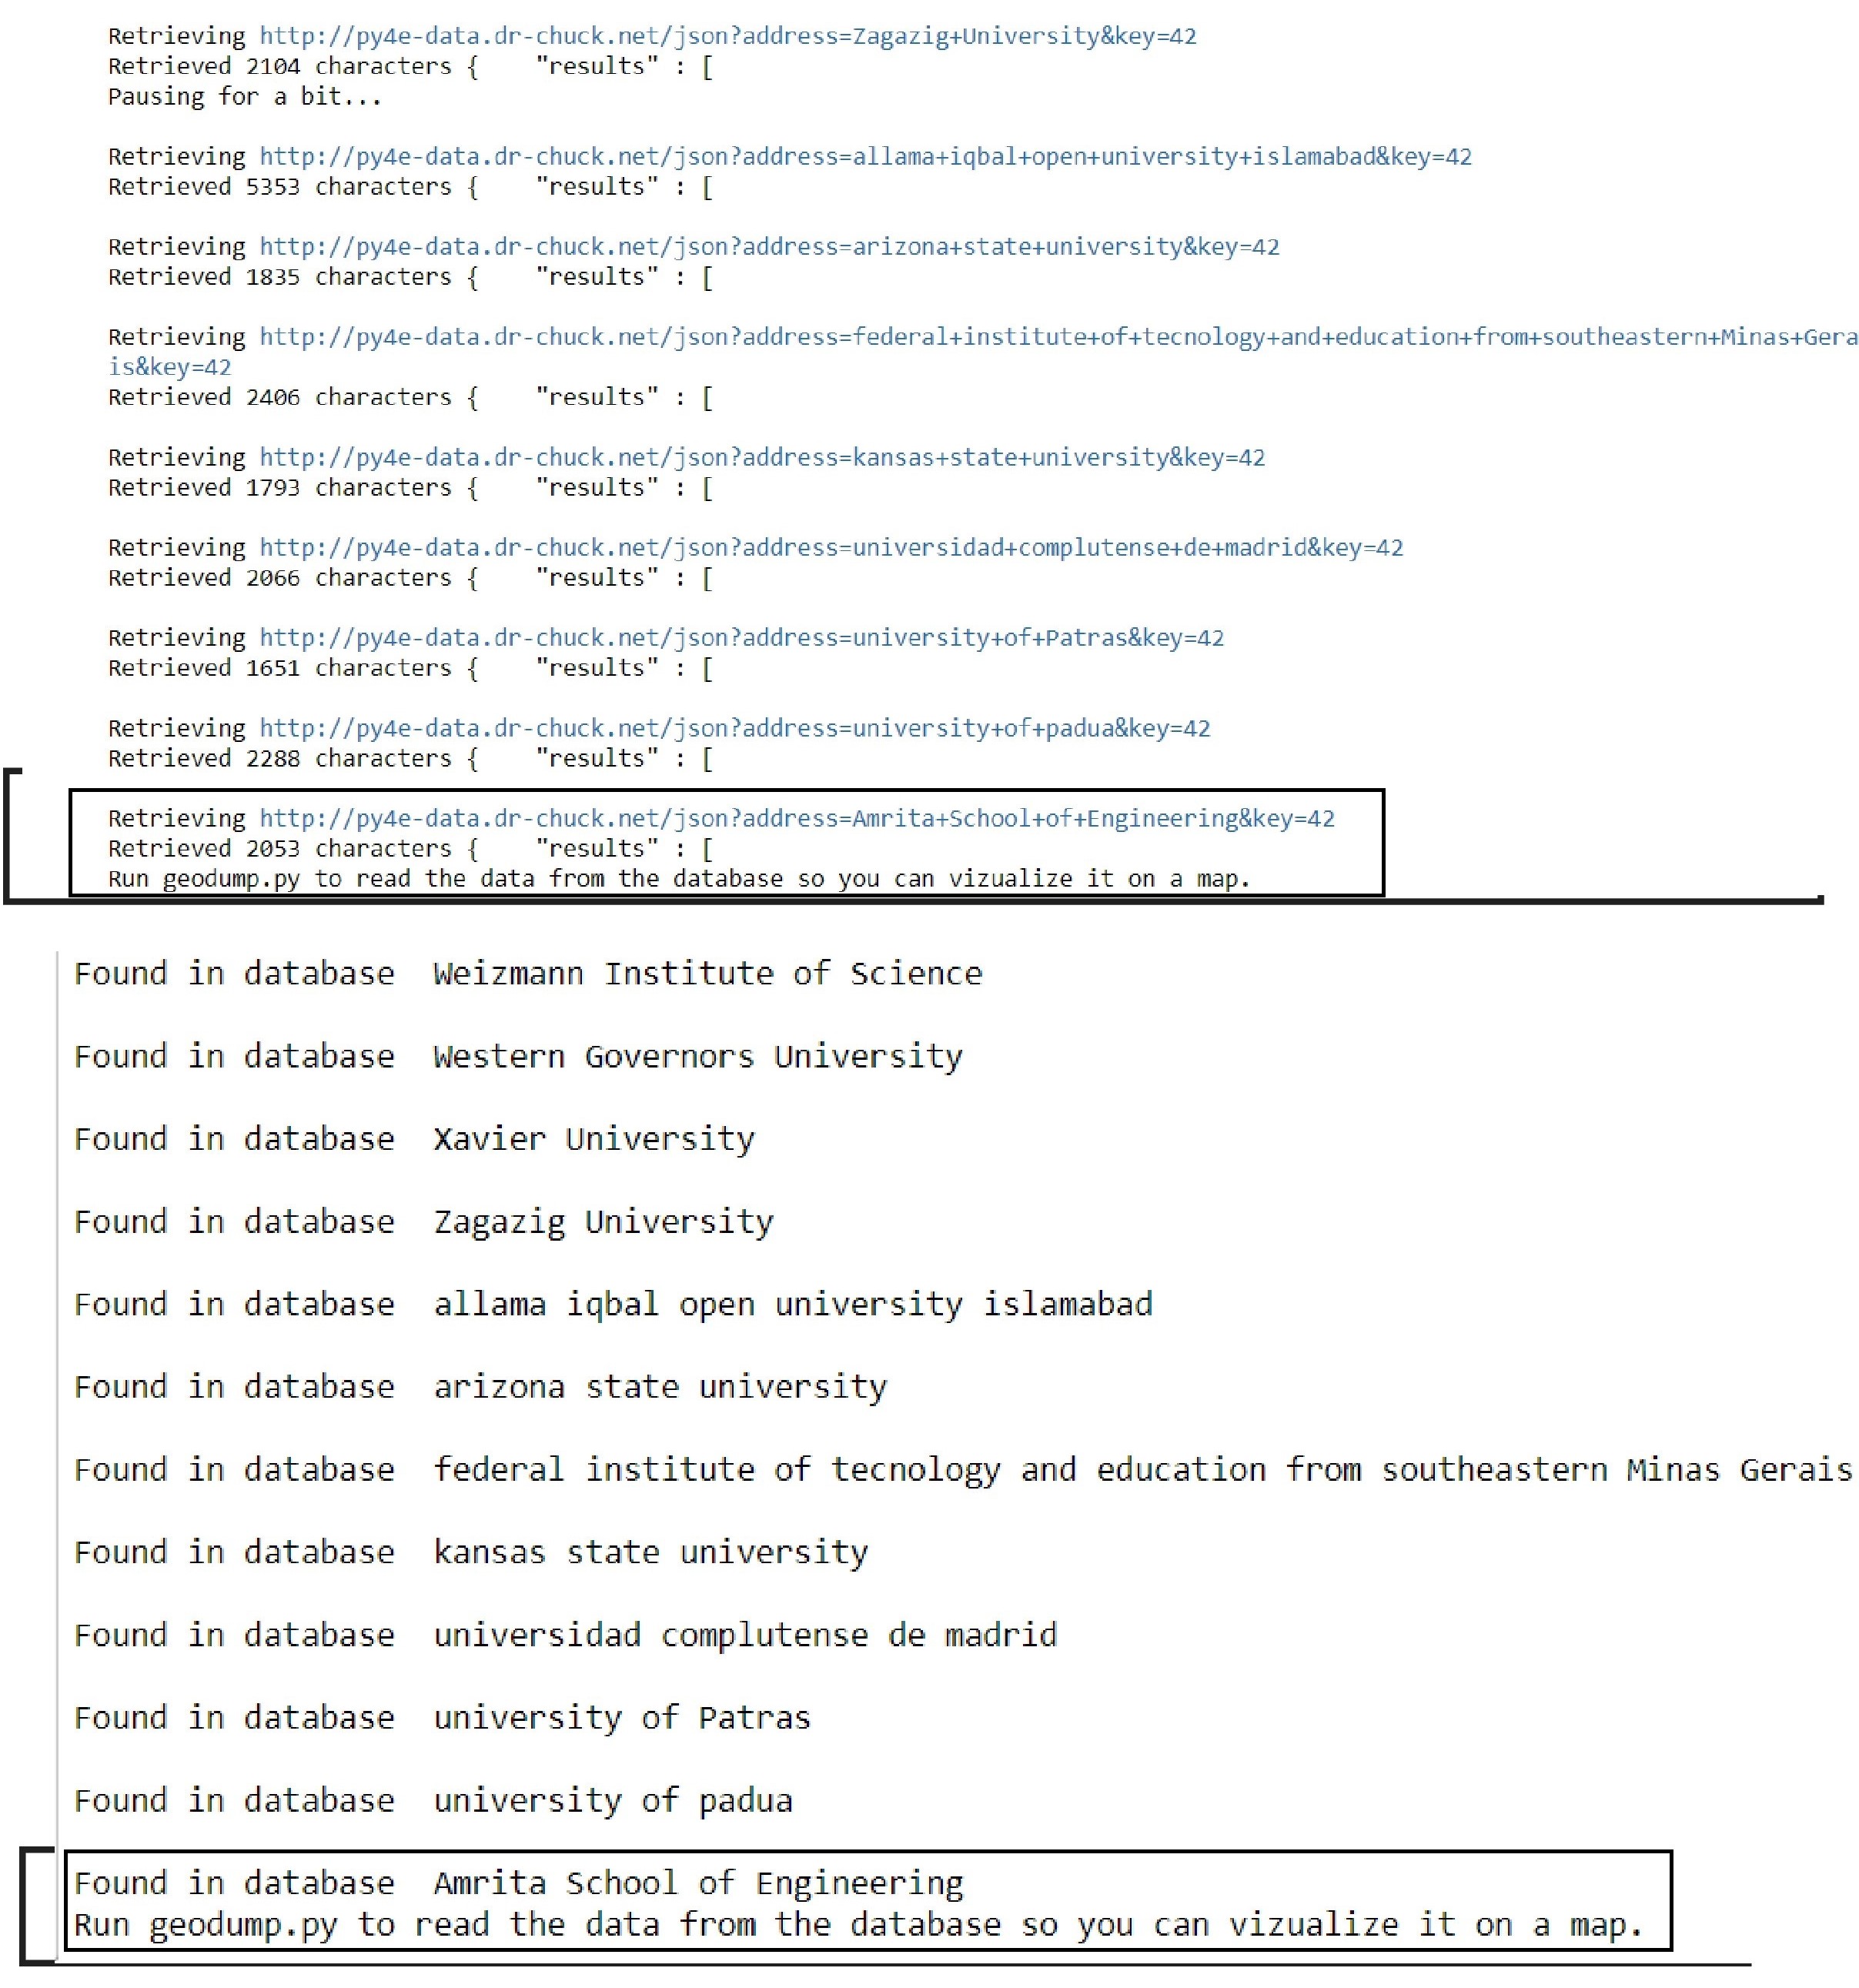 Retrieving http://py4e-data.dr-chuck.net/json?address=Zagazig+University&key=42
Retrieved 2104 characters {    "results" : [
Pausing for a bit...
Retrieving http://py4e-data.dr-chuck.net/json?address=allama+iqbal+open+university+islamabad&key=42
Retrieved 5353 characters {    "results" : [
Retrieving http://py4e-data.dr-chuck.net/json?address=arizona+state+university&key=42
Retrieved 1835 characters {    "results" : [
Retrieving http://py4e-data.dr-chuck.net/json?address=federal+institute+of+tecnology+and+education+from+southeastern+Minas+Gera
is&key=42
Retrieved 2406 characters {    "results" : [
Retrieving http://py4e-data.dr-chuck.net/json?address=kansas+state+university&key=42
Retrieved 1793 characters {    "results" : [
Retrieving http://py4e-data.dr-chuck.net/json?address=universidad+complutense+de+madrid&key=42
Retrieved 2066 characters {    "results" : [
Retrieving http://py4e-data.dr-chuck.net/json?address=university+of+Patras&key=42
Retrieved 1651 characters {    "results" : [
Retrieving http://py4e-data.dr-chuck.net/json?address=university+of+padua&key=42
Retrieved 2288 characters {    "results" : [
Retrieving http://py4e-data.dr-chuck.net/json?address=Amrita+School+of+Engineering&key=42
Retrieved 2053 characters {    "results" : [
Run geodump.py to read the data from the database so you can vizualize it on a map.
Found in database  Weizmann Institute of Science
Found in database  Western Governors University
Found in database  Xavier University
Found in database  Zagazig University
Found in database  allama iqbal open university islamabad
Found in database  arizona state university
Found in database  federal institute of tecnology and education from southeastern Minas Gerais
Found in database  kansas state university
Found in database  universidad complutense de madrid
Found in database  university of Patras
Found in database  university of padua
Found in database  Amrita School of Engineering
Run geodump.py to read the data from the database so you can vizualize it on a map.